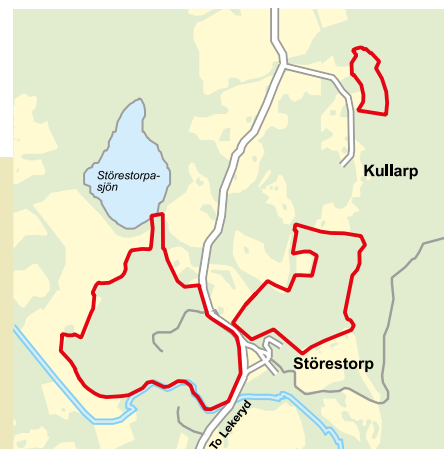 Störestorpa-
sjön
Kullarp
Störestorp
To Lekeryd